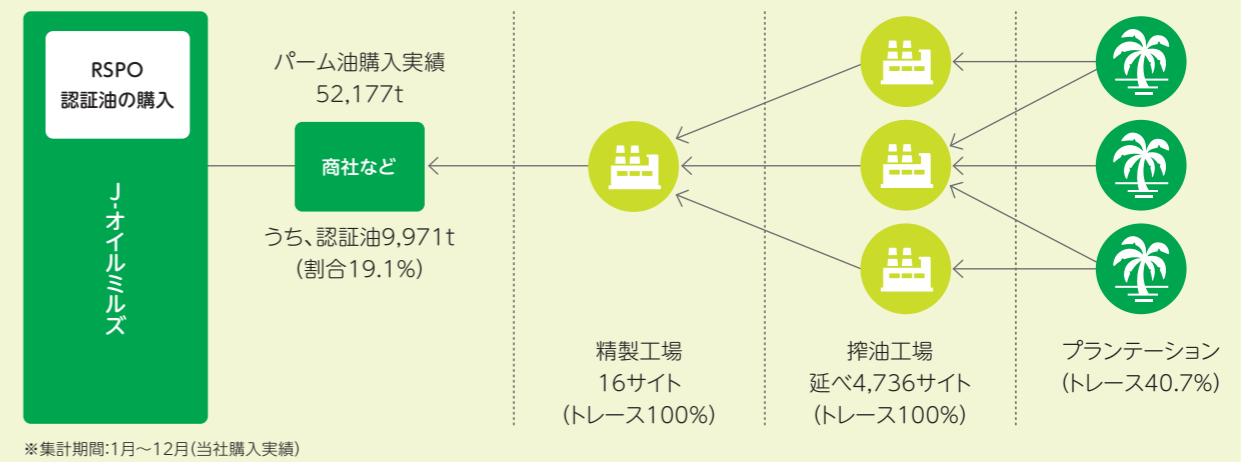 RSPO
認証油の購入
J-オイルミルズ
パーム油購入実績
52,177t
商社など
うち、認証油9,971t
(割合19.1%)
精製工場
16サイト
(トレース100%)
搾油工場
延べ4,736サイト
(トレース100%)
プランテーション
(トレース40.7%)
※集計期間:1月〜12月(当社購入実績)